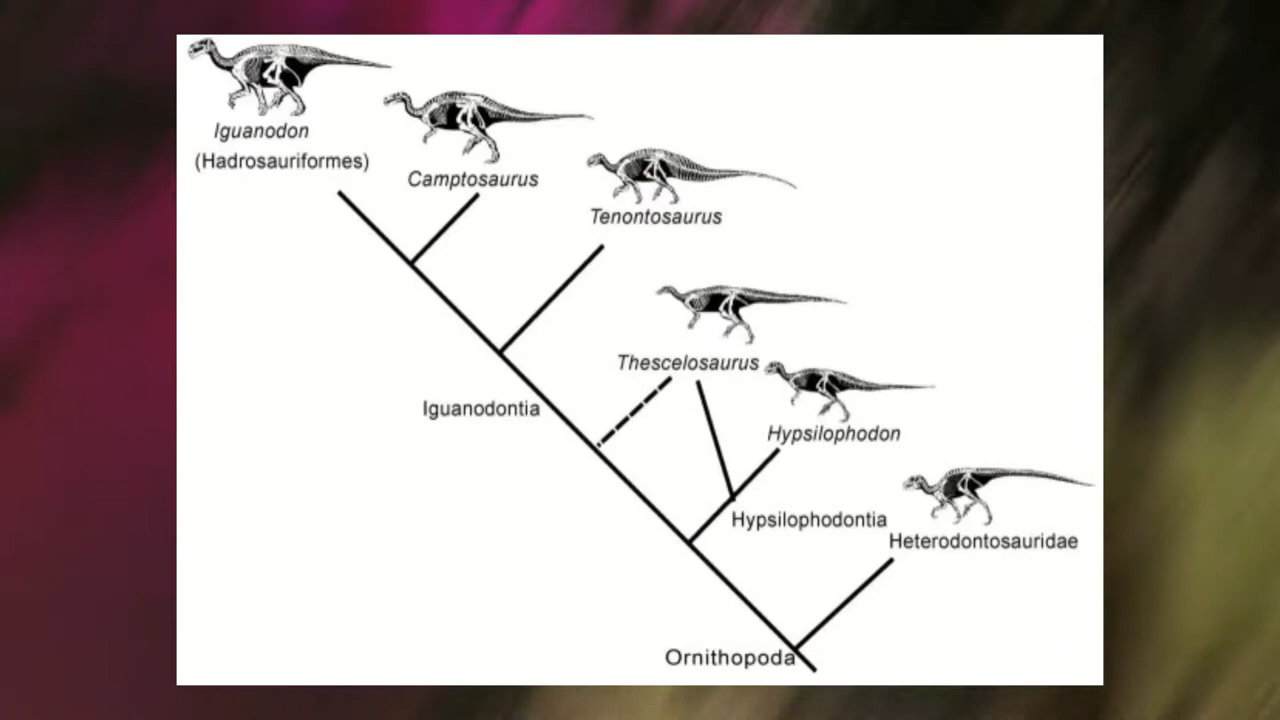 Iguanodon
(Hadrosauriformes)
Camptosaurus
Tenontosaurus
Thescelosaurus
Iguanodontia
Hypsilophodon
Hypsilophodontia
Heterodontosauridae
Ornithopoda